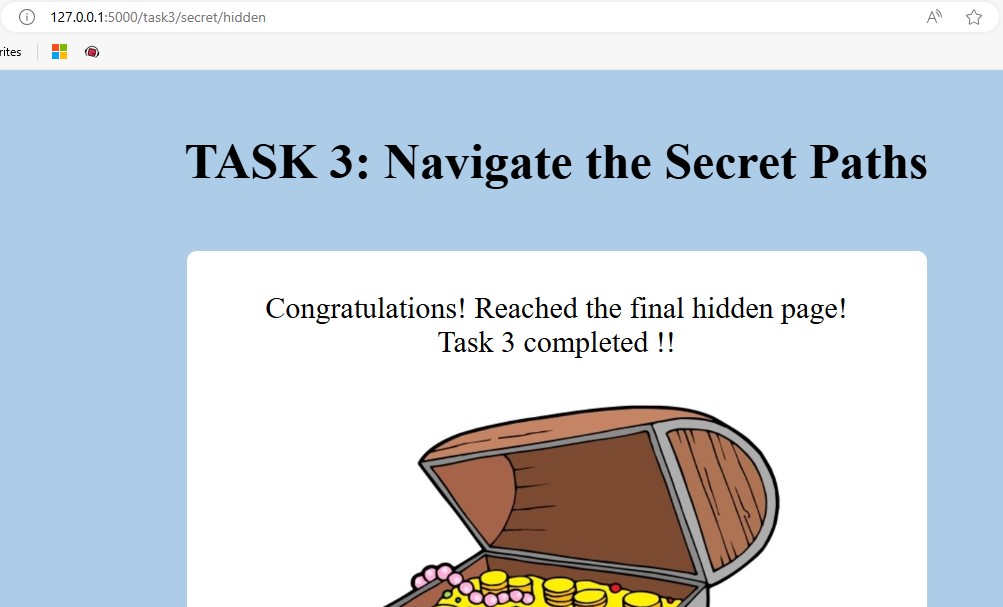 127.0.0.1:5000/task3/secret/hidden
rites
TASK 3: Navigate the Secret Paths
Congratulations! Reached the final hidden page!
Task 3 completed !!